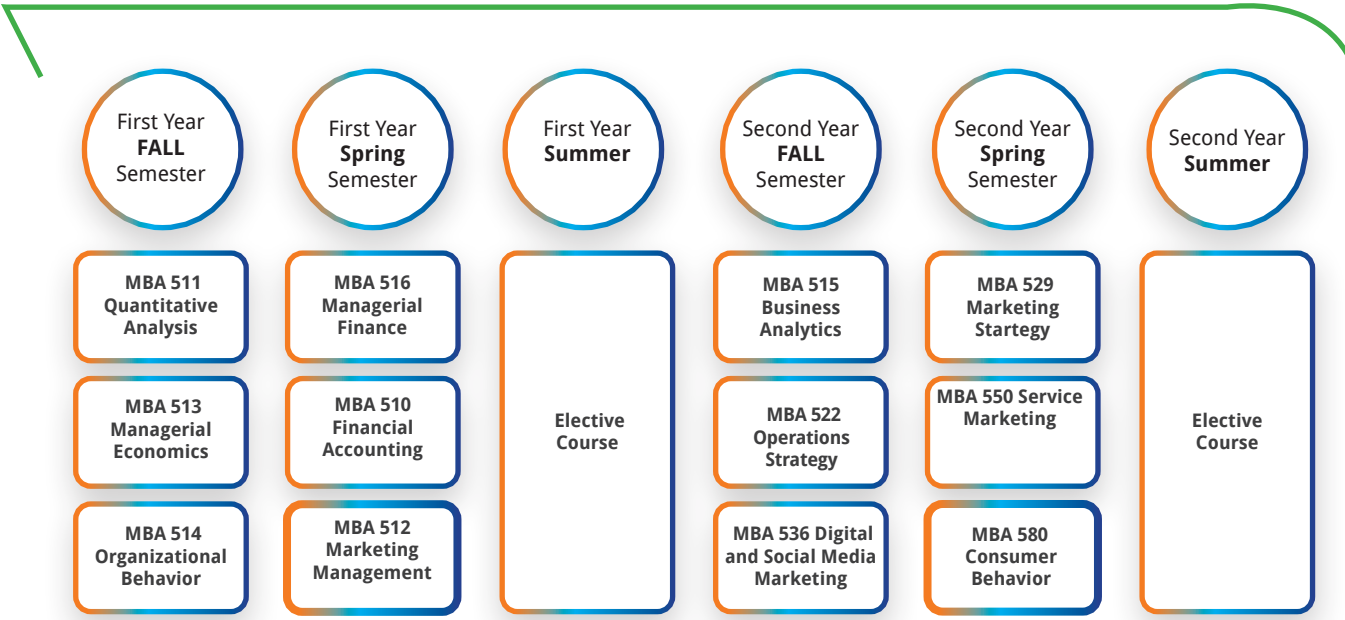 First Year
FALL
Semester
First Year
Spring
Semester
First Year
Summer
Second Year
FALL
Semester
Second Year
Spring
Semester
Second Year
Summer
MBA 511
Quantitative
Analysis
MBA 516
Managerial
Finance
Elective
Course
MBA 515
Business
Analytics
MBA 529
Marketing
Startegy
Elective
Course
MBA 513
Managerial
Economics
MBA 510
Financial
Accounting
MBA 522
Operations
Strategy
MBA 550 Service
Marketing
MBA 514
Organizational
Behavior
MBA 512
Marketing
Management
MBA 536 Digital
and Social Media
Marketing
MBA 580
Consumer
Behavior